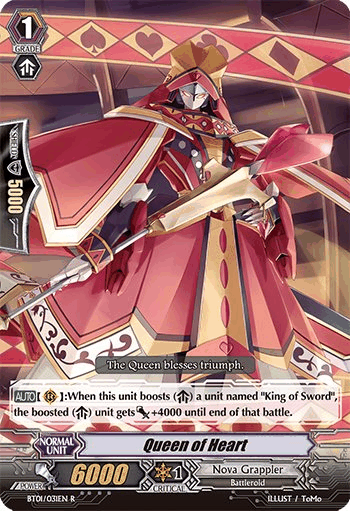 1
GRADE
SHIELD
5000
The Queen blesses triumph.
AUTO[ ]:When this unit boosts ( ) a unit named "King of Sword",
the boosted ( ) unit gets +4000 until end of that battle.
NORMAL
UNIT
Queen of Heart
POWER
6000
1
CRITICAL
Nova Grappler
Battleroid
BT01/031EN R
ILLUST / ToMo